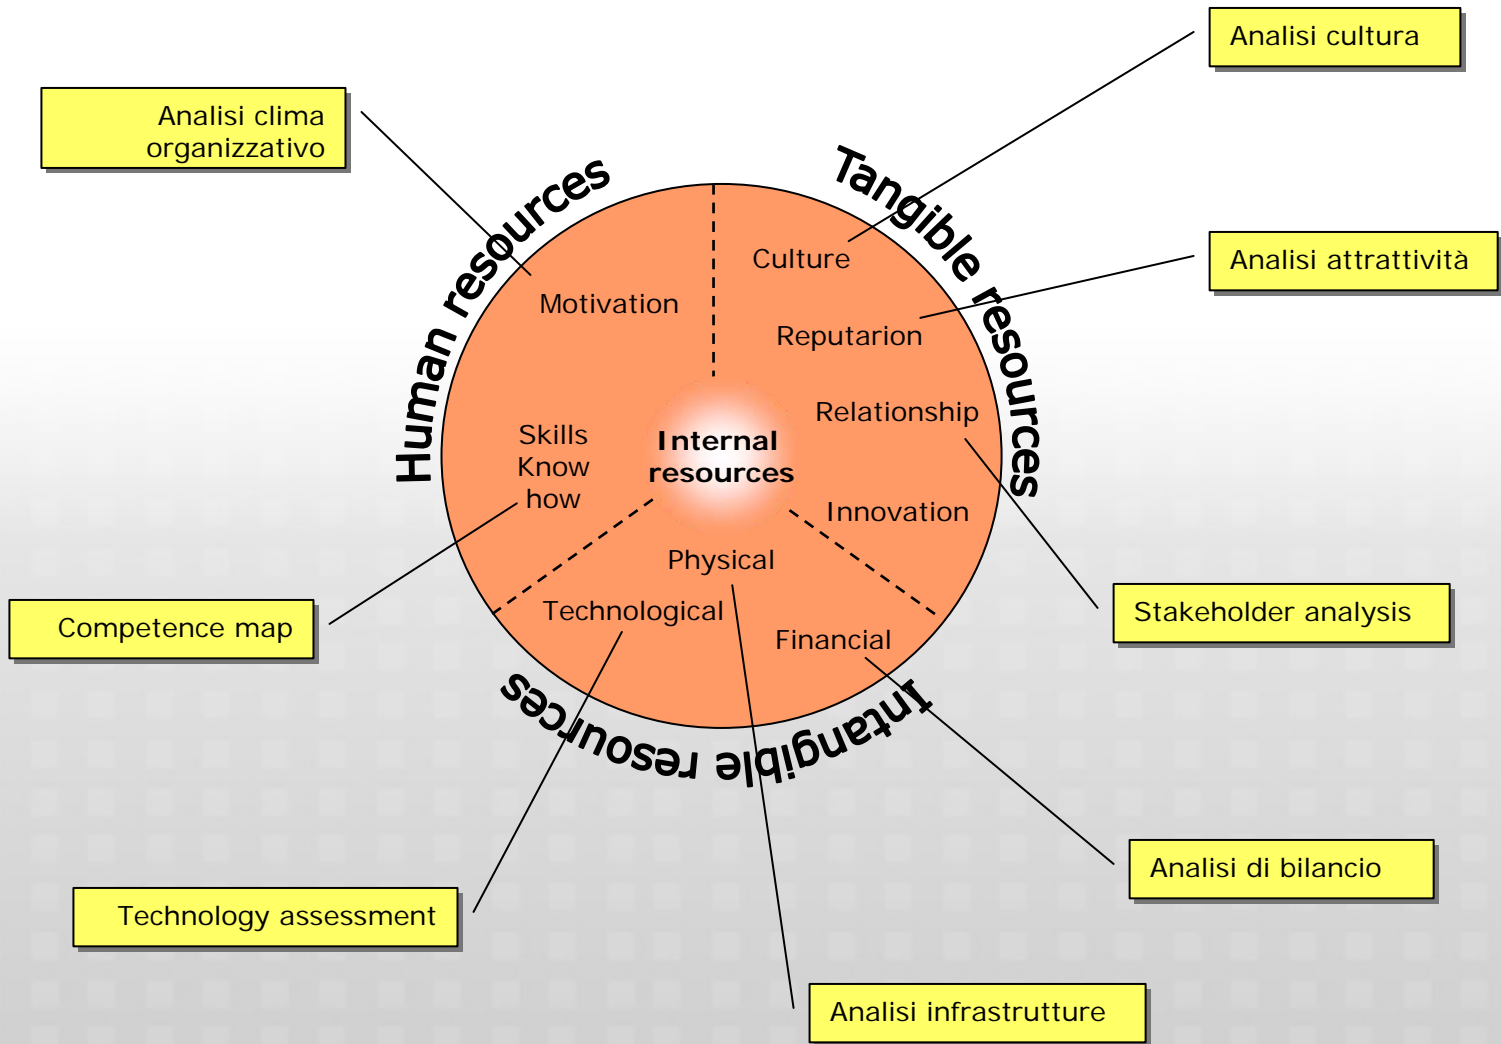 Analisi cultura
Analisi clima
organizzativo
Human resources
Tangible resources
Culture
Analisi attrattività
Motivation
Reputarion
Relationship
Skills
Know
how
Internal
resources
Innovation
Physical
Technological
Financial
Stakeholder analysis
Competence map
Intangible resources
Analisi di bilancio
Technology assessment
Analisi infrastrutture